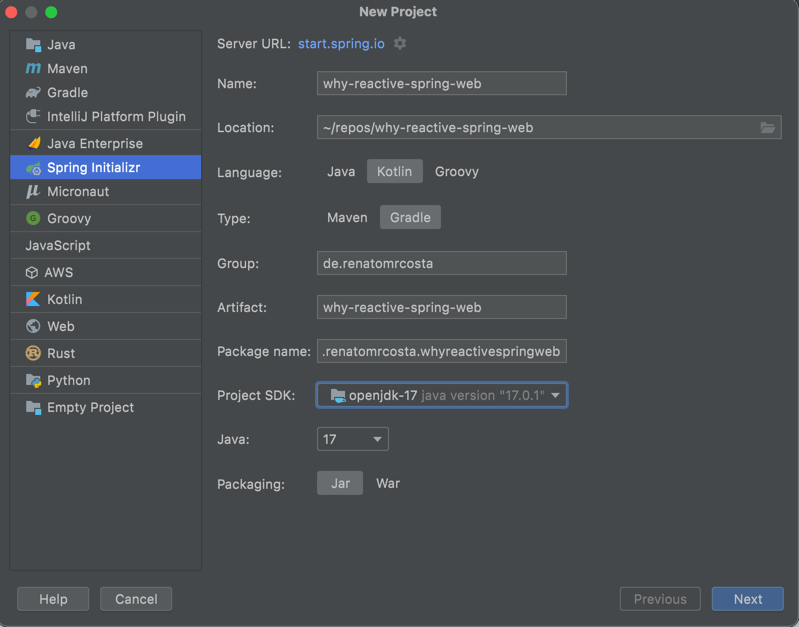 New Project
Java
Maven
Gradle
IntelliJ Platform Plugin
Java Enterprise
Spring Initializr
Micronaut
Groovy
JavaScript
AWS
Kotlin
Web
Rust
Python
Empty Project
Server URL: start.spring.io
Name: why-reactive-spring-web
Location: ~/repos/why-reactive-spring-web
Language: Java Kotlin Groovy
Type: Maven Gradle
Group: de.renatomrcosta
Artifact: why-reactive-spring-web
Package name: .renatomrcosta.whyreactivespringweb
Project SDK: openjdk-17 java version "17.0.1"
Java: 17
Packaging: Jar War
Help Cancel Previous Next